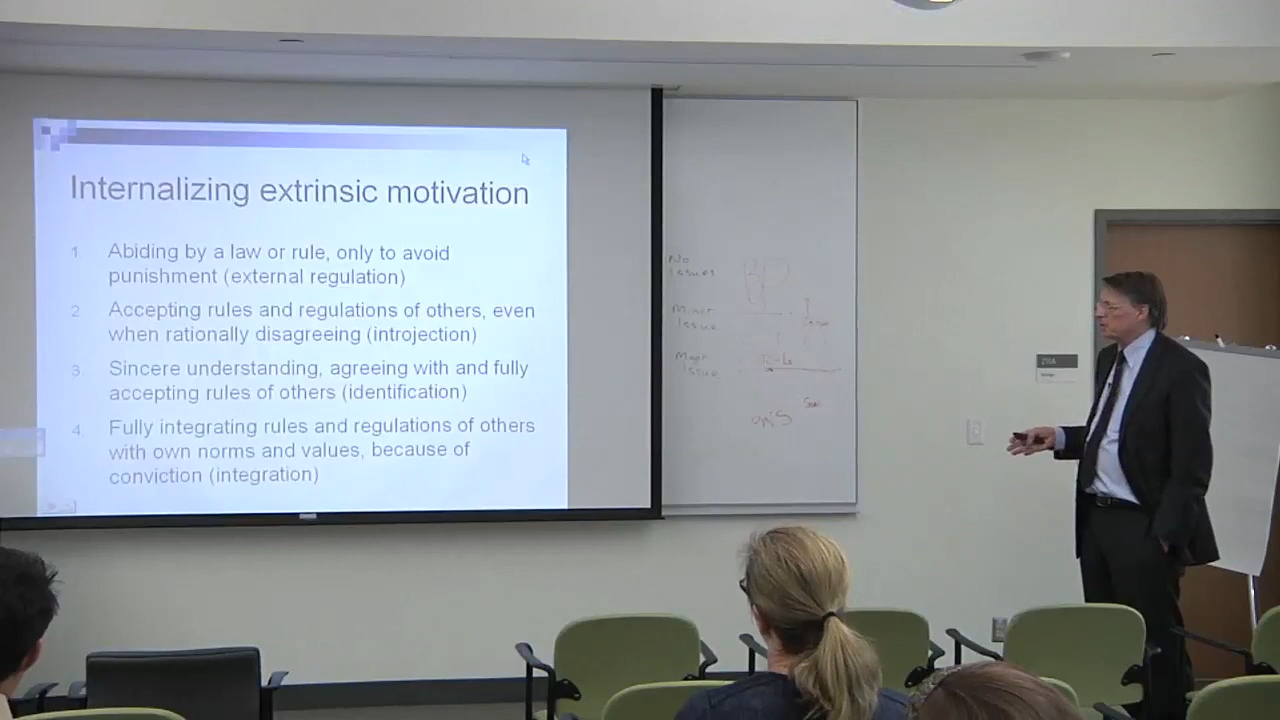 Internalizing extrinsic motivation
1 Abiding by a law or rule, only to avoid
punishment (external regulation)
2 Accepting rules and regulations of others, even
when rationally disagreeing (introjection)
3 Sincere understanding, agreeing with and fully
accepting rules of others (identification)
4. Fully integrating rules and regulations of others
with own norms and values, because of
conviction (integration)
No
Issues
Minor
Issue
Issue